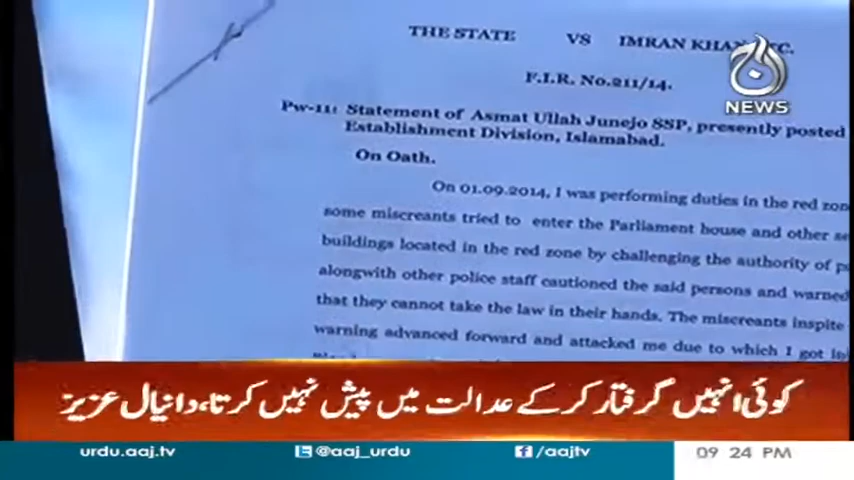 THE STATE VS IMRAN KHAN
F.I.R. No.211/14.
Pw-11: Statement of Asmat Ullah Junejo SSP, presently posted
Establishment Division, Islamabad.
On Oath.
On 01.09.2014, I was performing duties in the red zon
some miscreants tried to enter the Parliament house and other se
buildings located in the red zone by challenging the authority of p
alongwith other police staff cautioned the said persons and warned
that they cannot take the law in their hands. The miscreants inspite
warning advanced forward and attacked me due to which I got in
آج
NEWS
کوئی انہیں گرفتار کر کے عدالت میں پیش نہیں کرتا، دانیال عزیز
urdu.aaj.tv @aaj_urdu /aajtv 09 24 PM